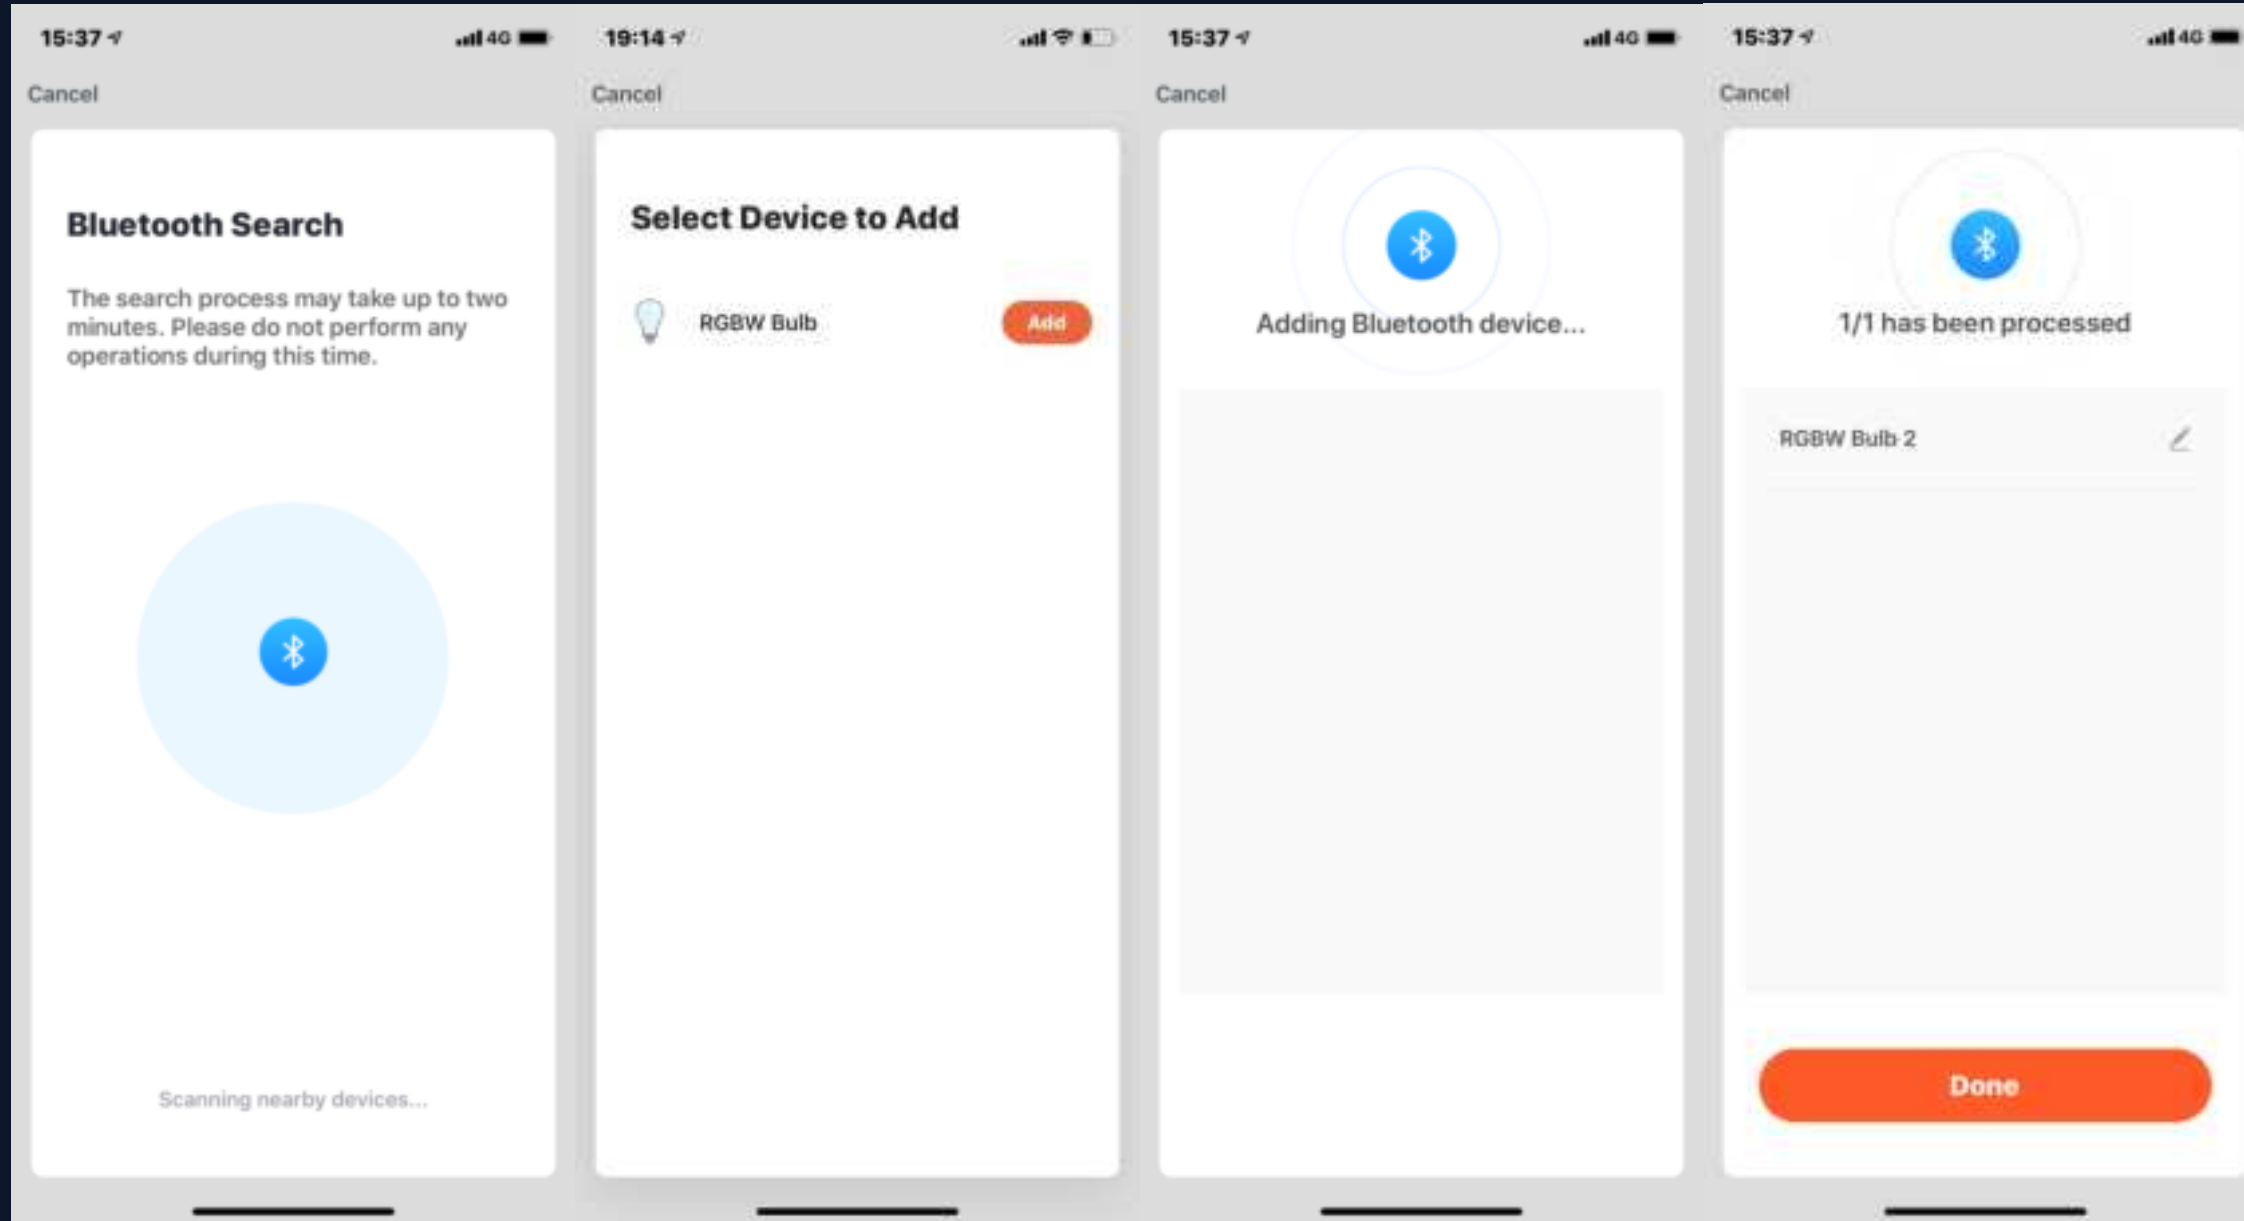 15:37
4G
Cancel
Bluetooth Search
The search process may take up to two
minutes. Please do not perform any
operations during this time.
Scanning nearby devices...
19:14
Cancel
Select Device to Add
RGBW Bulb
Add
15:37
4G
Cancel
Adding Bluetooth device...
15:37
4G
Cancel
1/1 has been processed
RGBW Bulb 2
Done